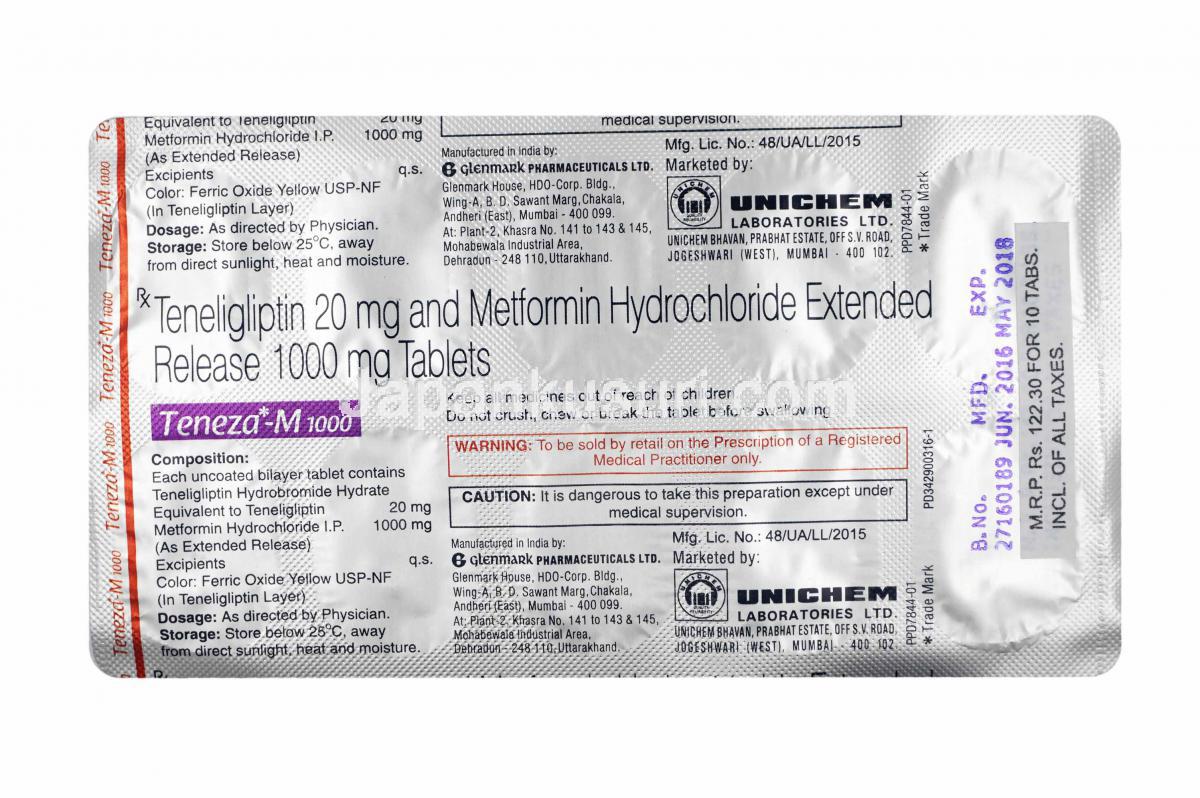 Equivalent to Teneligliptin 20 mg
Metformin Hydrochloride I.P. 1000 mg
(As Extended Release)
Excipients q.s.
Color: Ferric Oxide Yellow USP-NF
(In Teneligliptin Layer)
Dosage: As directed by Physician.
Storage: Store below 25°C, away
from direct sunlight, heat and moisture.
medical supervision.
Manufactured in India by:
Glenmark PHARMACEUTICALS LTD.
Glenmark House, HDO-Corp. Bldg.,
Wing-A, B. D. Sawant Marg, Chakala,
Andheri (East), Mumbai - 400 099.
At: Plant-2, Khasra No. 141 to 143 & 145,
Mohabewala Industrial Area,
Dehradun - 248 110, Uttarakhand.
Mfg. Lic. No.: 48/UA/LL/2015
Marketed by:
UNICHEM
UNICHEM
LABORATORIES LTD.
UNICHEM BHAVAN, PRABHAT ESTATE, OFF S.V. ROAD,
JOGESHWARI (WEST), MUMBAI - 400 102.
PPD7844-01
* Trade Mark
Rx Teneligliptin 20 mg and Metformin Hydrochloride Extended
Release 1000 mg Tablets
Japankusuri.com
Teneza*-M 1000
Keep all medicines out of reach of children
Do not crush, chew or break the tablet before swallowing
WARNING: To be sold by retail on the Prescription of a Registered
Medical Practitioner only.
CAUTION: It is dangerous to take this preparation except under
medical supervision.
Composition:
Each uncoated bilayer tablet contains
Teneligliptin Hydrobromide Hydrate
Equivalent to Teneligliptin 20 mg
Metformin Hydrochloride I.P. 1000 mg
(As Extended Release)
Excipients q.s.
Color: Ferric Oxide Yellow USP-NF
(In Teneligliptin Layer)
Dosage: As directed by Physician.
Storage: Store below 25°C, away
from direct sunlight, heat and moisture.
Manufactured in India by:
Glenmark PHARMACEUTICALS LTD.
Glenmark House, HDO-Corp. Bldg.,
Wing-A, B. D. Sawant Marg, Chakala,
Andheri (East), Mumbai - 400 099.
At: Plant-2, Khasra No. 141 to 143 & 145,
Mohabewala Industrial Area,
Dehradun - 248 110, Uttarakhand.
Mfg. Lic. No.: 48/UA/LL/2015
Marketed by:
UNICHEM
UNICHEM
LABORATORIES LTD.
UNICHEM BHAVAN, PRABHAT ESTATE, OFF S.V. ROAD,
JOGESHWARI (WEST), MUMBAI - 400 102.
PD342900316-1
PPD7844-01
* Trade Mark
Teneza-M 1000
Teneza-M 1000
Teneza-M 1000
Teneza-M 1000
B.No. MFD. EXP.
27160189 JUN.2016 MAY 2018
M.R.P. Rs. 122.30 FOR 10 TABS.
INCL. OF ALL TAXES.